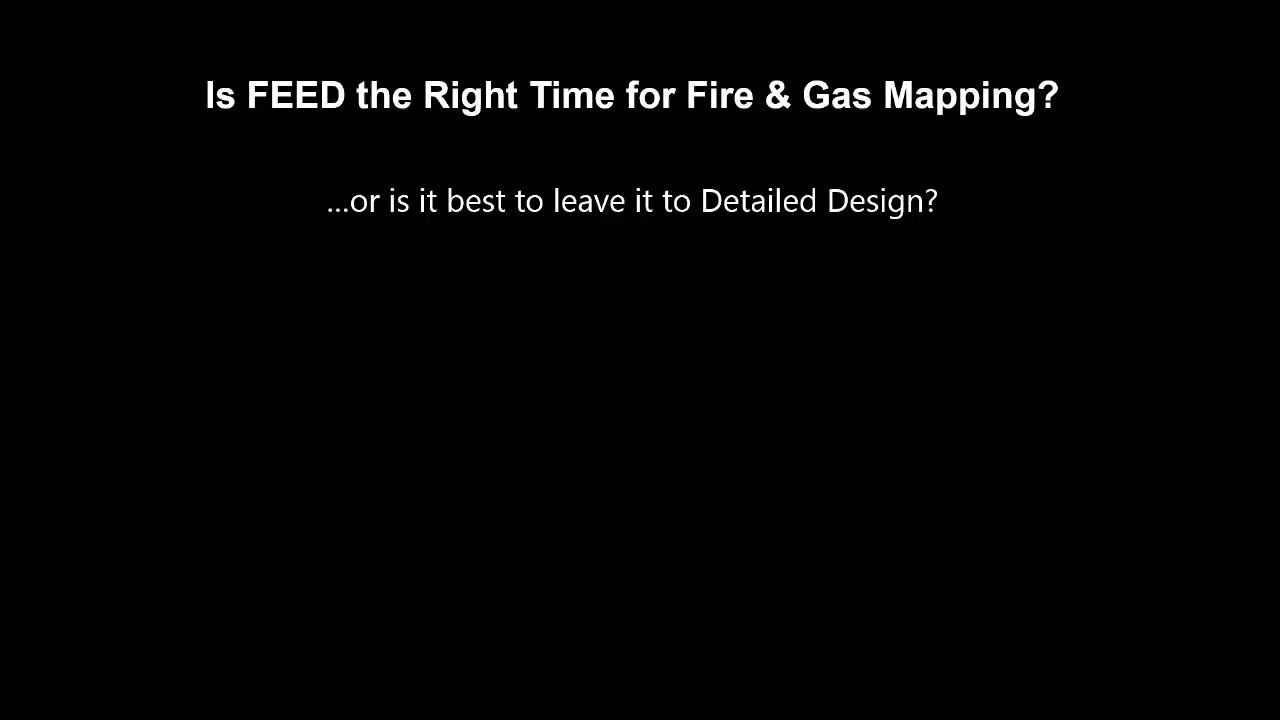 Is FEED the Right Time for Fire & Gas Mapping?
...or is it best to leave it to Detailed Design?